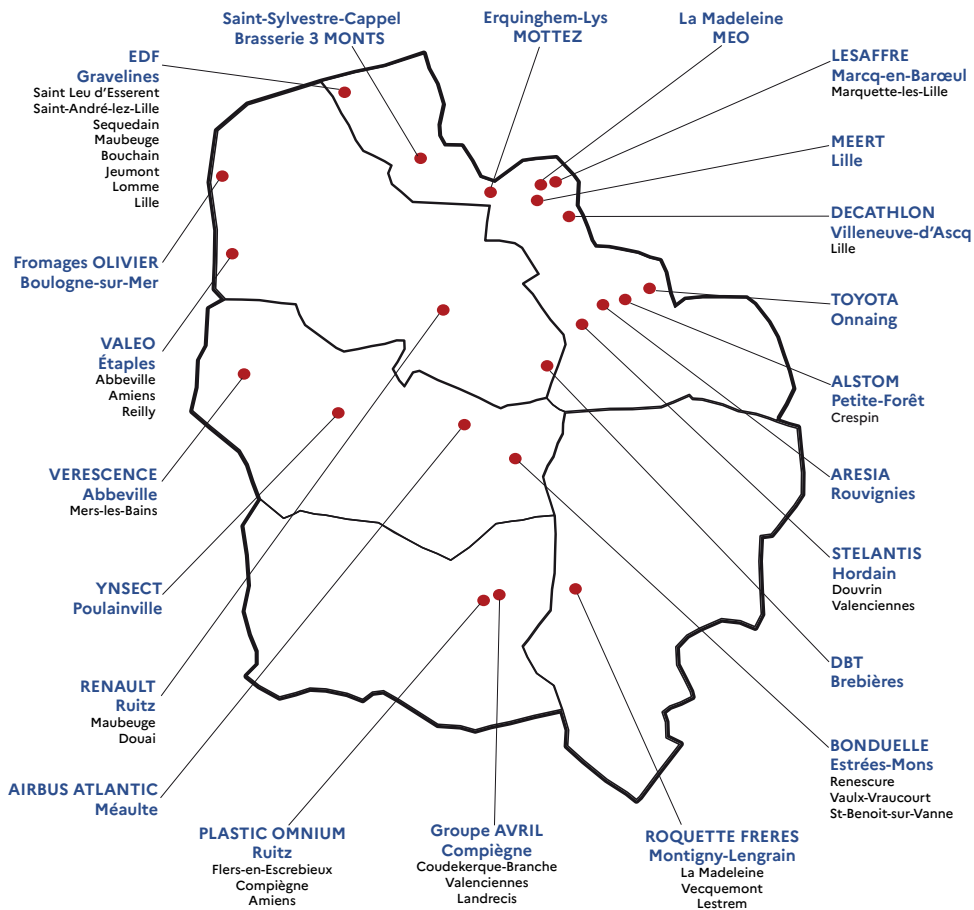 Saint-Sylvestre-Cappel
Brasserie 3 MONTS
Erquinghem-Lys
MOTTEZ
La Madeleine
MEO
EDF
Gravelines
Saint Leu d'Esserent
Saint-André-lez-Lille
Sequedain
Maubeuge
Bouchain
Jeumont
Lomme
Lille
LESAFFRE
Marcq-en-Barœul
Marquette-les-Lille
MEERT
Lille
DECATHLON
Villeneuve-d'Ascq
Lille
Fromages OLIVIER
Boulogne-sur-Mer
TOYOTA
Onnaing
VALEO
Étaples
Abbeville
Amiens
Reilly
ALSTOM
Petite-Forêt
Crespin
VERESCENCE
Abbeville
Mers-les-Bains
ARESIA
Rouvignies
STELANTIS
Hordain
Douvrin
Valenciennes
YNSECT
Poulainville
DBT
Brebières
RENAULT
Ruitz
Maubeuge
Douai
BONDUELLE
Estrées-Mons
Renescure
Vaulx-Vraucourt
St-Benoit-sur-Vanne
AIRBUS ATLANTIC
Méaulte
PLASTIC OMNIUM
Ruitz
Flers-en-Escrebieux
Compiègne
Amiens
Groupe AVRIL
Compiègne
Coudekerque-Branche
Valenciennes
Landrecis
ROQUETTE FRERES
Montigny-Lengrain
La Madeleine
Vecquemont
Lestrem